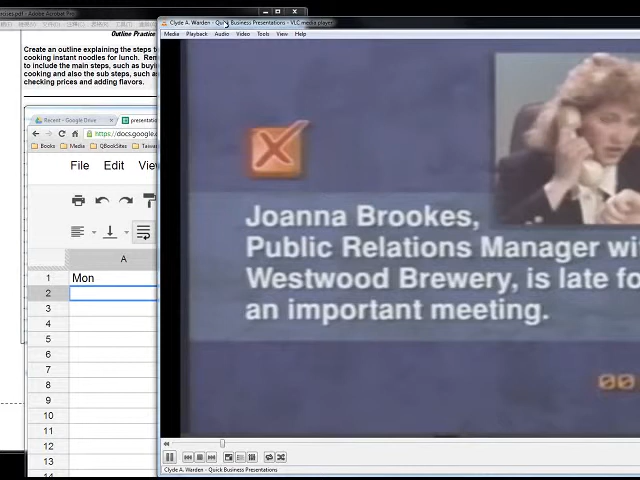 Clyde A. Warden - Quick Business Presentations - VLC media player
Media Playback Audio Video Tools View Help
Outline Practice
Create an outline explaining the steps t
cooking instant noodles for lunch. Rem
to include the main steps, such as buyi
cooking and also the sub steps, such as
checking prices and adding flavors.
Recent - Google Drive
presentatio
https://docs.google.
Books Media QBookSites Taiwan
File Edit View
A
1 Mon
2
3
4
5
6
7
8
9
10
11
12
13
14
Joanna Brookes,
Public Relations Manager wi
Westwood Brewery, is late fo
an important meeting.
00
Clyde A. Warden - Quick Business Presentations